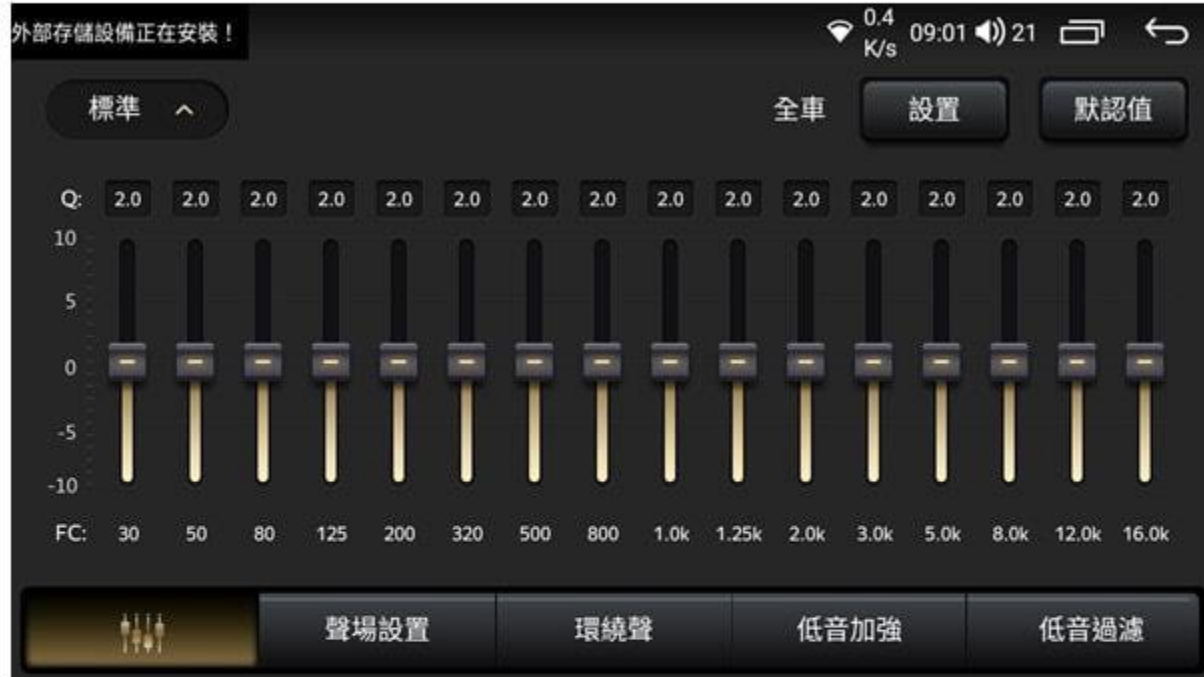 外部存儲設備正在安裝！
0.4 K/s 09:01 21
標準 全車 設置 默認值
Q: 2.0 2.0 2.0 2.0 2.0 2.0 2.0 2.0 2.0 2.0 2.0 2.0 2.0 2.0 2.0 2.0
10
5
0
-5
-10
FC: 30 50 80 125 200 320 500 800 1.0k 1.25k 2.0k 3.0k 5.0k 8.0k 12.0k 16.0k
聲場設置 環繞聲 低音加強 低音過濾